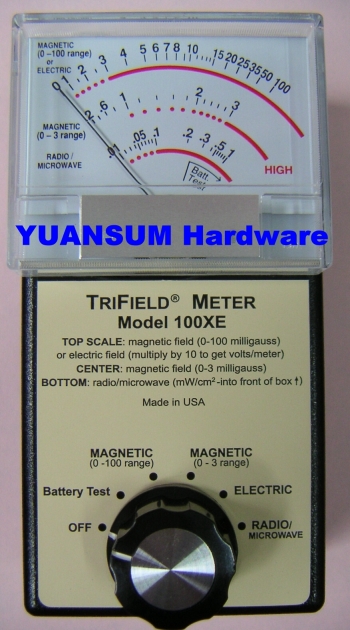 MAGNETIC
(0 –100 range)
or
ELECTRIC
0 1 2 3 4 5 6 7 8 10 15 20 25 35 50 100
MAGNETIC
(0 – 3 range)
.2 .6 1 2 3
RADIO /
MICROWAVE
.01 .05 .1 .2 .3 .5 1
Batt
Test
HIGH
YUANSUM Hardware
TRIFIELD® METER
Model 100XE
TOP SCALE: magnetic field (0-100 milligauss)
or electric field (multiply by 10 to get volts/meter)
CENTER: magnetic field (0-3 milligauss)
BOTTOM: radio/microwave (mW/cm²-into front of box †)
Made in USA
MAGNETIC
(0 -100 range)
MAGNETIC
(0 - 3 range)
Battery Test
ELECTRIC
OFF
RADIO/
MICROWAVE